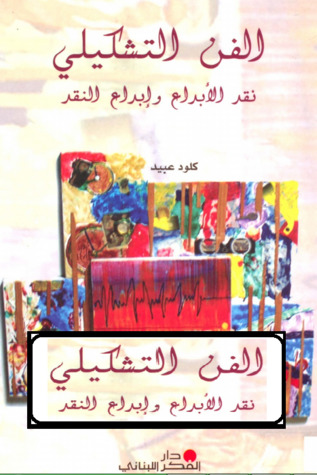 الفن التشكيلي
نقد الأبداع وإبداع النقد
كلود عبيد
الفن التشكيلي
نقد الأبداع وإبداع النقد
دار
الفكر اللبناني